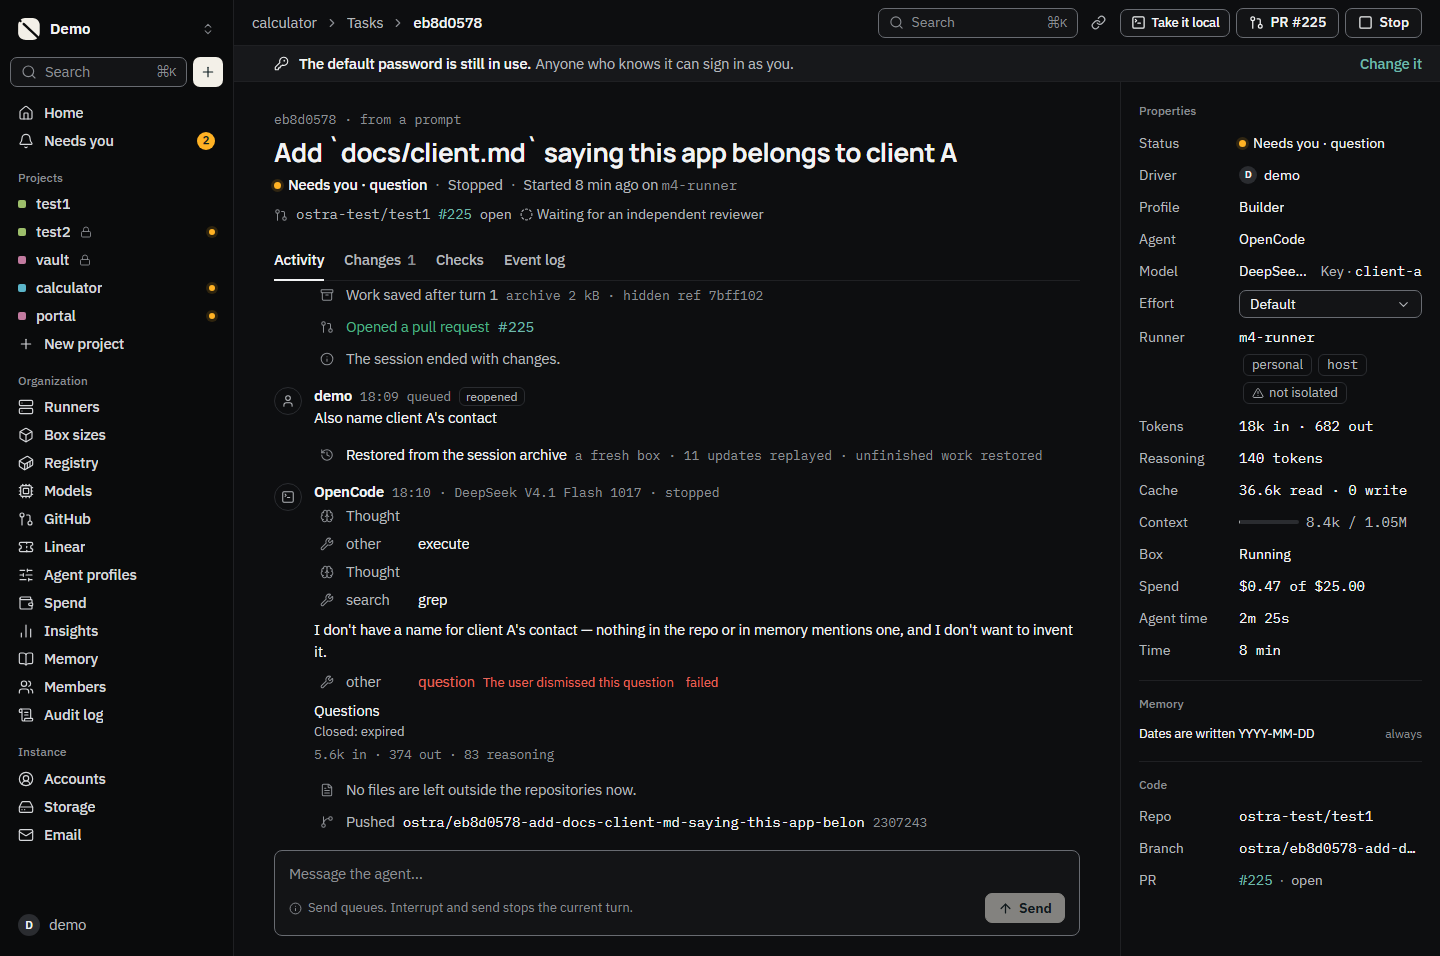 Demo
Search ⌘K
+
Home
Needs you 2
Projects
test1
test2
vault
calculator
portal
New project
Organization
Runners
Box sizes
Registry
Models
GitHub
Linear
Agent profiles
Spend
Insights
Memory
Members
Audit log
Instance
Accounts
Storage
Email
D demo
calculator > Tasks > eb8d0578
Search ⌘K
Take it local
PR #225
Stop
The default password is still in use. Anyone who knows it can sign in as you. Change it
eb8d0578 · from a prompt
Add `docs/client.md` saying this app belongs to client A
Needs you · question · Stopped · Started 8 min ago on m4-runner
ostra-test/test1 #225 open Waiting for an independent reviewer
Activity Changes 1 Checks Event log
Work saved after turn 1 archive 2 kB · hidden ref 7bff102
Opened a pull request #225
The session ended with changes.
demo 18:09 queued reopened
Also name client A's contact
Restored from the session archive a fresh box · 11 updates replayed · unfinished work restored
OpenCode 18:10 · DeepSeek V4.1 Flash 1017 · stopped
Thought
other execute
Thought
search grep
I don't have a name for client A's contact — nothing in the repo or in memory mentions one, and I don't want to invent
it.
other question The user dismissed this question failed
Questions
Closed: expired
5.6k in · 374 out · 83 reasoning
No files are left outside the repositories now.
Pushed ostra/eb8d0578-add-docs-client-md-saying-this-app-belon 2307243
Message the agent...
Send queues. Interrupt and send stops the current turn.
Send
Properties
Status Needs you · question
Driver D demo
Profile Builder
Agent OpenCode
Model DeepSee... Key · client-a
Effort Default
Runner m4-runner
personal host
not isolated
Tokens 18k in · 682 out
Reasoning 140 tokens
Cache 36.6k read · 0 write
Context 8.4k / 1.05M
Box Running
Spend $0.47 of $25.00
Agent time 2m 25s
Time 8 min
Memory
Dates are written YYYY-MM-DD always
Code
Repo ostra-test/test1
Branch ostra/eb8d0578-add-d...
PR #225 · open